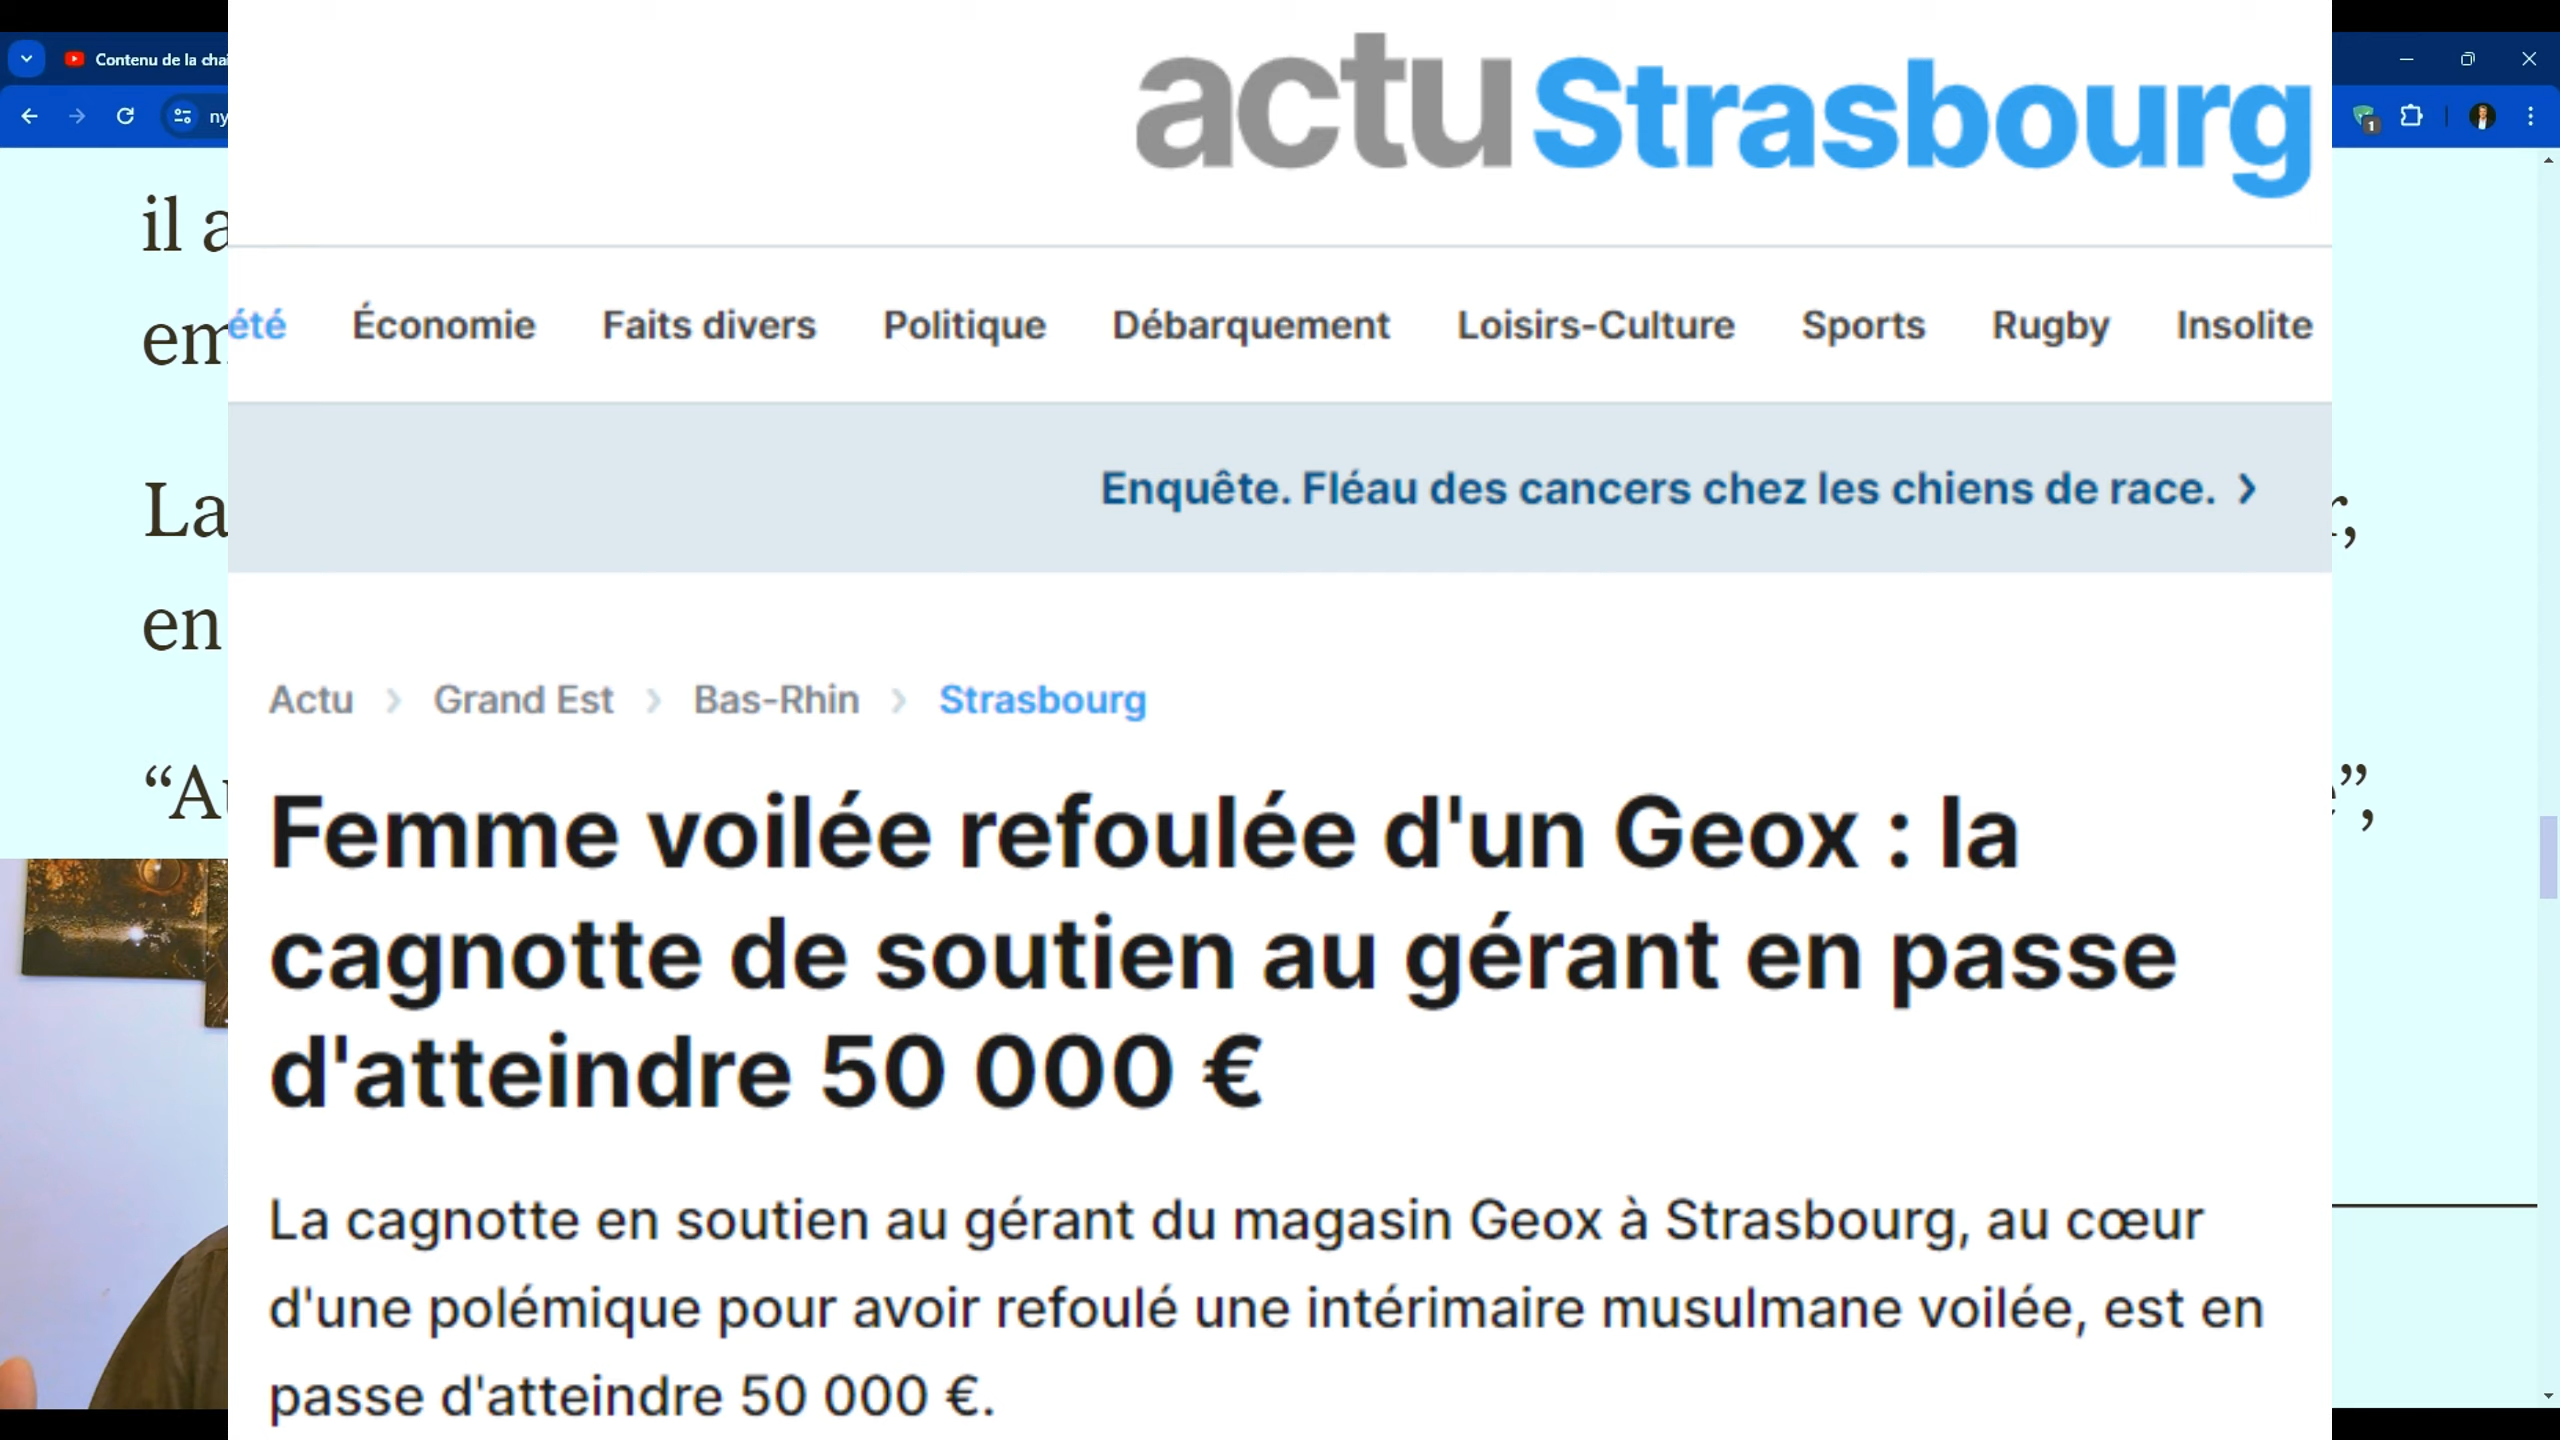 actu Strasbourg
Contenu de la chaî
ny
1
il a
em
La
en
“Au
r,
”,
été Économie Faits divers Politique Débarquement Loisirs-Culture Sports Rugby Insolite
Enquête. Fléau des cancers chez les chiens de race. >
Actu > Grand Est > Bas-Rhin > Strasbourg
Femme voilée refoulée d'un Geox : la
cagnotte de soutien au gérant en passe
d'atteindre 50 000 €
La cagnotte en soutien au gérant du magasin Geox à Strasbourg, au cœur
d'une polémique pour avoir refoulé une intérimaire musulmane voilée, est en
passe d'atteindre 50 000 €.